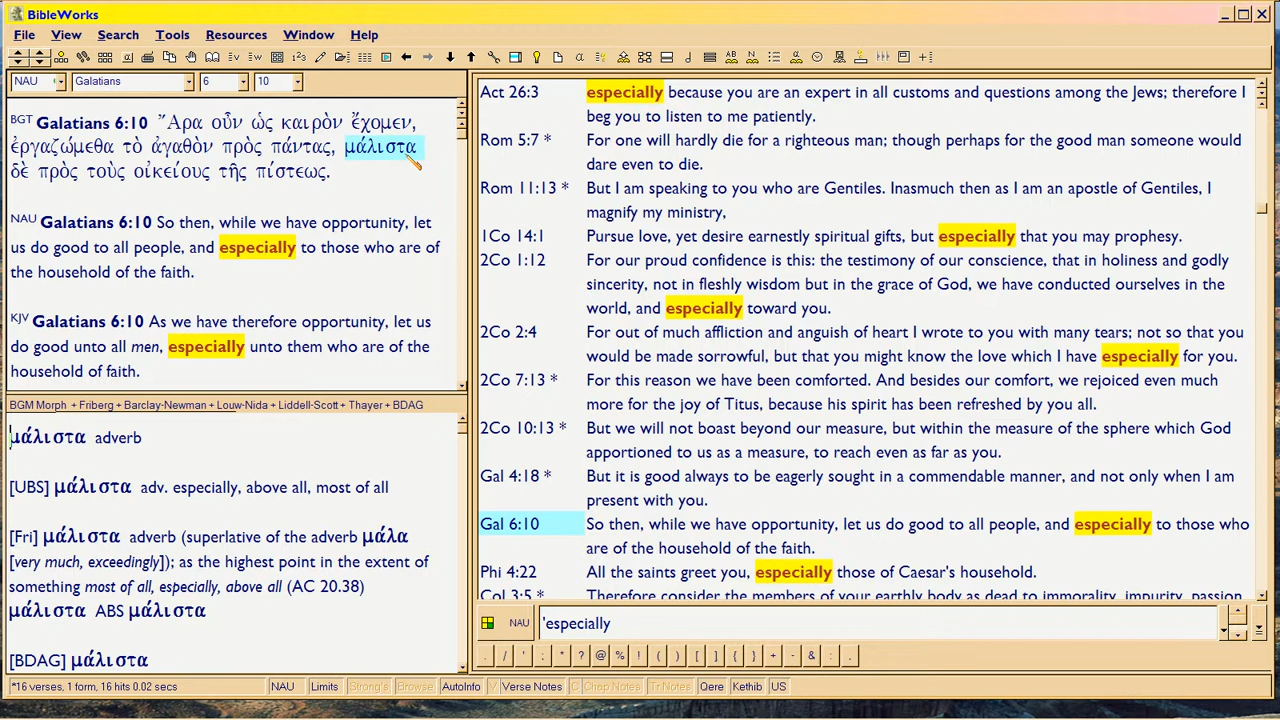 BibleWorks
File View Search Tools Resources Window Help
NAU Galatians 6 10
BGT Galatians 6:10 Ἄρα οὖν ὡς καιρὸν ἔχομεν,
ἐργαζώμεθα τὸ ἀγαθὸν πρὸς πάντας, μάλιστα
δὲ πρὸς τοὺς οἰκείους τῆς πίστεως.
NAU Galatians 6:10 So then, while we have opportunity, let
us do good to all people, and especially to those who are of
the household of the faith.
KJV Galatians 6:10 As we have therefore opportunity, let us
do good unto all men, especially unto them who are of the
household of faith.
BGM Morph + Friberg + Barclay-Newman + Louw-Nida + Liddell-Scott + Thayer + BDAG
μάλιστα adverb
[UBS] μάλιστα adv. especially, above all, most of all
[Fri] μάλιστα adverb (superlative of the adverb μάλα
[very much, exceedingly]); as the highest point in the extent of
something most of all, especially, above all (AC 20.38)
μάλιστα ABS μάλιστα
[BDAG] μάλιστα
Act 26:3 especially because you are an expert in all customs and questions among the Jews; therefore I
beg you to listen to me patiently.
Rom 5:7 * For one will hardly die for a righteous man; though perhaps for the good man someone would
dare even to die.
Rom 11:13 * But I am speaking to you who are Gentiles. Inasmuch then as I am an apostle of Gentiles, I
magnify my ministry,
1Co 14:1 Pursue love, yet desire earnestly spiritual gifts, but especially that you may prophesy.
2Co 1:12 For our proud confidence is this: the testimony of our conscience, that in holiness and godly
sincerity, not in fleshly wisdom but in the grace of God, we have conducted ourselves in the
world, and especially toward you.
2Co 2:4 For out of much affliction and anguish of heart I wrote to you with many tears; not so that you
would be made sorrowful, but that you might know the love which I have especially for you.
2Co 7:13 * For this reason we have been comforted. And besides our comfort, we rejoiced even much
more for the joy of Titus, because his spirit has been refreshed by you all.
2Co 10:13 * But we will not boast beyond our measure, but within the measure of the sphere which God
apportioned to us as a measure, to reach even as far as you.
Gal 4:18 * But it is good always to be eagerly sought in a commendable manner, and not only when I am
present with you.
Gal 6:10 So then, while we have opportunity, let us do good to all people, and especially to those who
are of the household of the faith.
Phi 4:22 All the saints greet you, especially those of Caesar's household.
Col 3:5 * Therefore consider the members of your earthly body as dead to immorality, impurity, passion,
NAU 'especially
. / ' ; * ? @ % ! ( ) [ ] { } + - & : .
*16 verses, 1 form, 16 hits 0.02 secs NAU Limits Strong's Browse AutoInfo V Verse Notes C Chap Notes Tr Notes Qere Kethib US